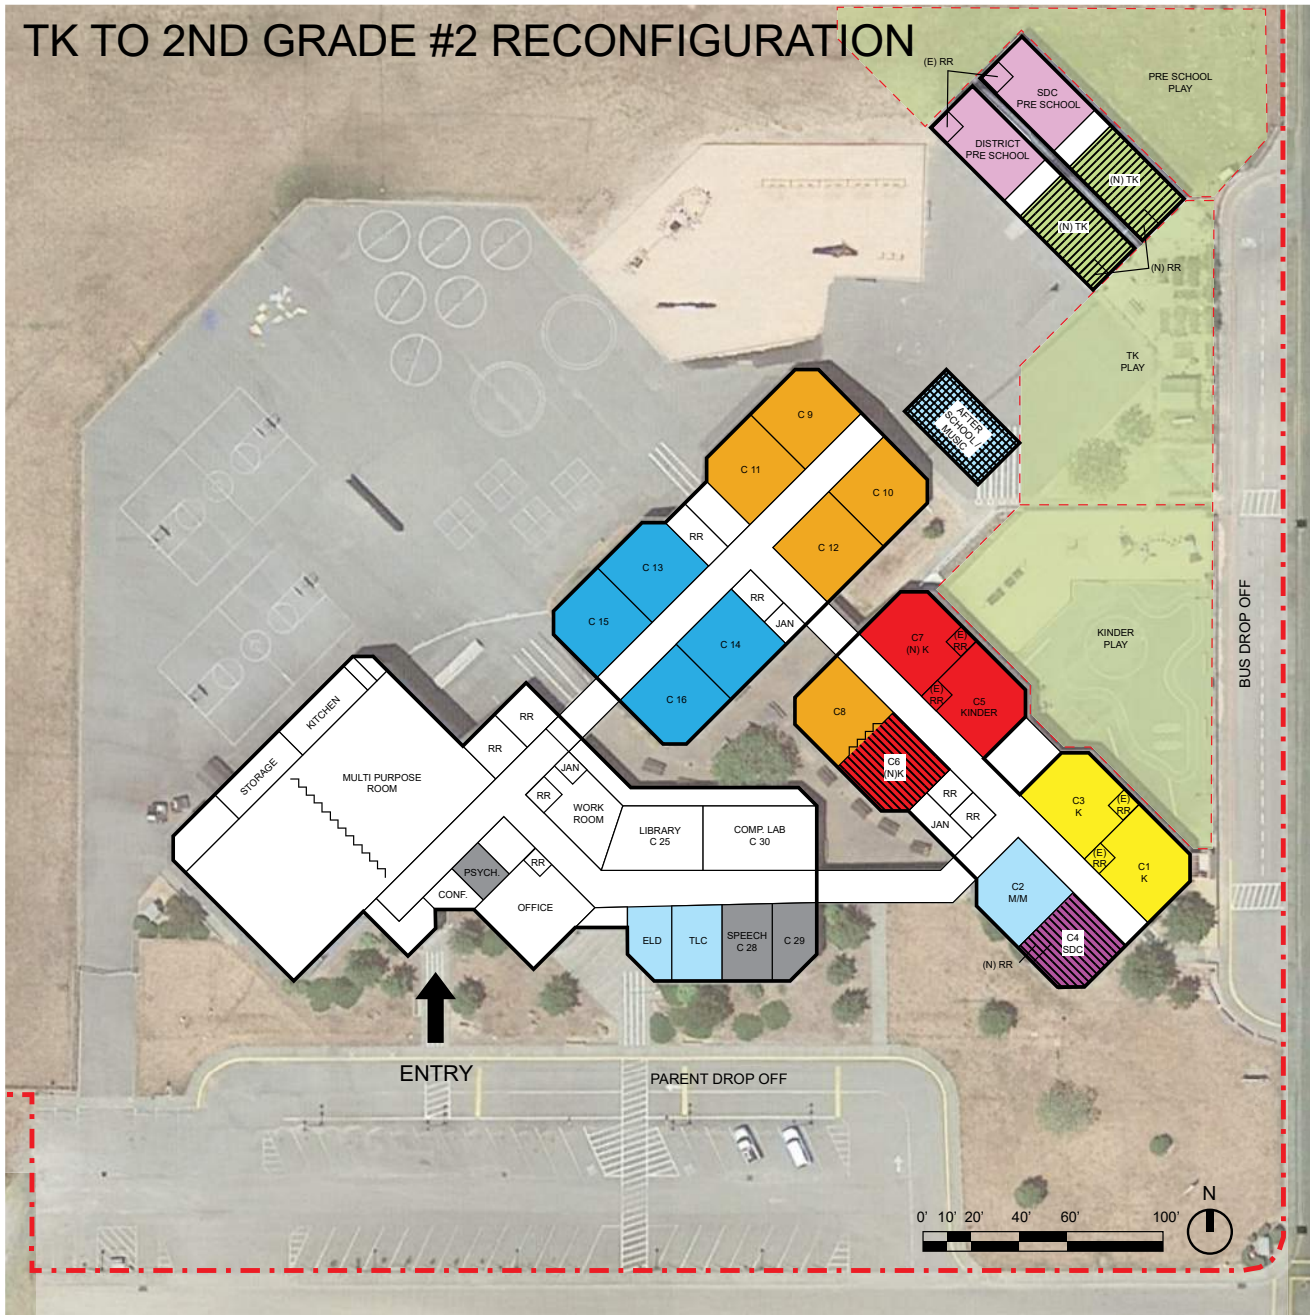 TK TO 2ND GRADE #2 RECONFIGURATION
(E) RR
SDC
PRE SCHOOL
PRE SCHOOL
PLAY
DISTRICT
PRE SCHOOL
(N) TK
(N) TK
(N) RR
TK
PLAY
AFTER
SCHOOL /
MUSIC
C 9
C 11
C 10
C 12
RR
C 13
C 15
RR
JAN
C 14
C 16
KINDER
PLAY
BUS DROP OFF
C7
(N) K
(E)
RR
(E)
RR
C5
KINDER
C8
C6
(N)K
RR
RR
JAN
C3
K
(E)
RR
(E)
RR
C1
K
C2
M/M
C4
SDC
(N) RR
KITCHEN
STORAGE
MULTI PURPOSE
ROOM
RR
RR
JAN
RR
WORK
ROOM
LIBRARY
C 25
COMP. LAB
C 30
PSYCH.
RR
CONF.
OFFICE
ELD
TLC
SPEECH
C 28
C 29
ENTRY
PARENT DROP OFF
N
0' 10' 20' 40' 60' 100'